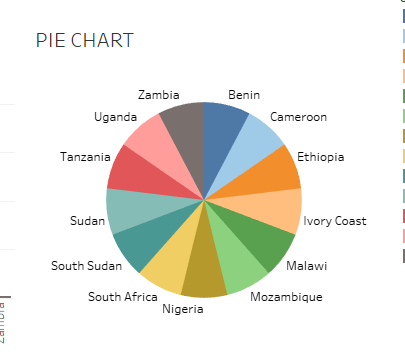 PIE CHART
Zambia
Benin
Uganda
Cameroon
Tanzania
Ethiopia
Sudan
Ivory Coast
South Sudan
Malawi
South Africa
Mozambique
Nigeria
Zambia